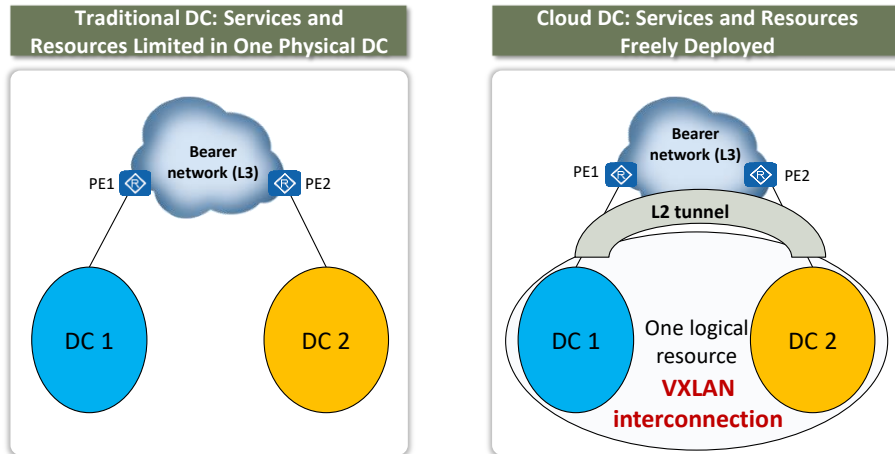 Traditional DC: Services and
Resources Limited in One Physical DC
Bearer
network (L3)
PE1
R
R
PE2
DC 1
DC 2
Cloud DC: Services and Resources
Freely Deployed
Bearer
network (L3)
PE1
R
R
PE2
L2 tunnel
DC 1
One logical
resource
VXLAN
interconnection
DC 2